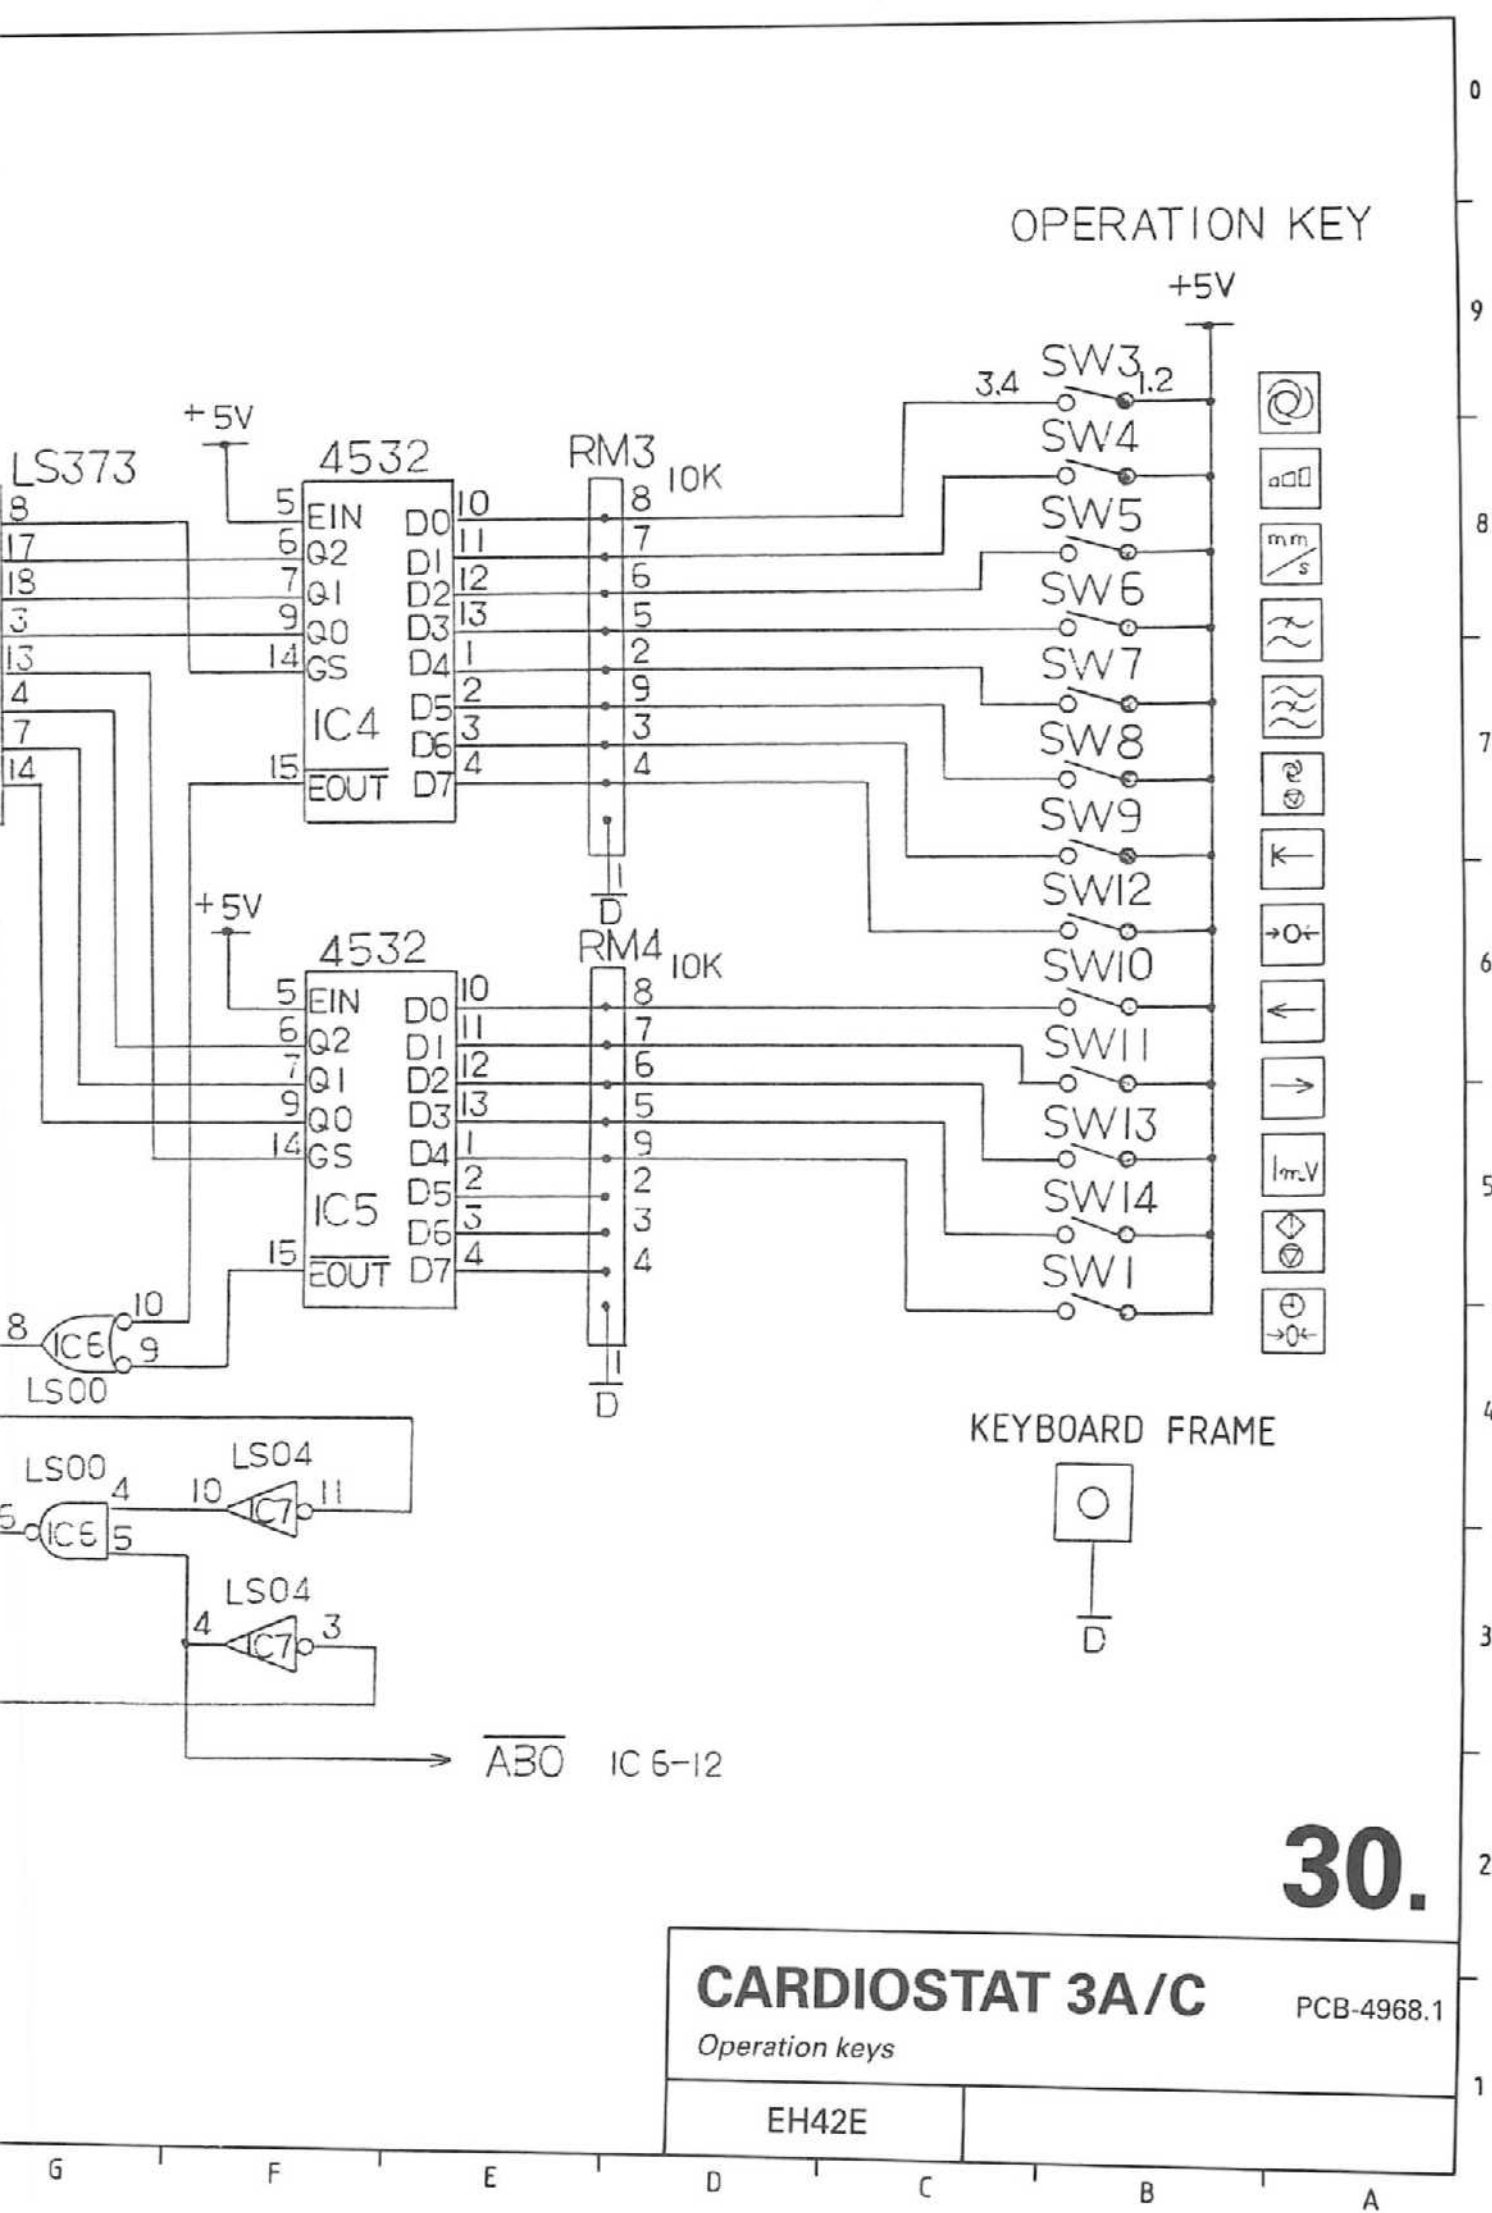 0
OPERATION KEY
+5V
9
SW3
3.4 1.2
SW4
+5V
LS373
4532
RM3
10K
8 5 EIN D0 10 8
SW5
mm/s
8
17 6 Q2 D1 11 7
18 7 Q1 D2 12 6
SW6
3 9 Q0 D3 13 5
13 14 GS D4 1 2
SW7
4 D5 2 9
IC4
7 D6 3 3
SW8
7
14 15 EOUT D7 4 4
SW9
1
D
SW12
→0←
+5V
4532
RM4
10K
SW10
6
5 EIN D0 10 8
6 Q2 D1 11 7
SW11
7 Q1 D2 12 6
9 Q0 D3 13 5
SW13
14 GS D4 1 9
1mV
D5 2 2
5
IC5
SW14
D6 3 3
15 EOUT D7 4 4
SW1
→0←
10
8 IC6 9
LS00
1
D
4
KEYBOARD FRAME
LS04
LS00
4 10 IC7 11
IC6 5
LS04
4 IC7 3
D
3
ABO IC6-12
30.
2
CARDIOSTAT 3A/C PCB-4968.1
Operation keys
1
EH42E
G F E D C B A